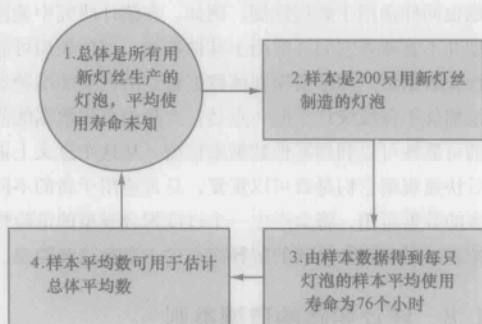 1.总体是所有用
新灯丝生产的
灯泡，平均使
用寿命未知
2.样本是200只用新灯丝
制造的灯泡
3.由样本数据得到每只
灯泡的样本平均使用
寿命为76个小时
4.样本平均数可用于估计
总体平均数